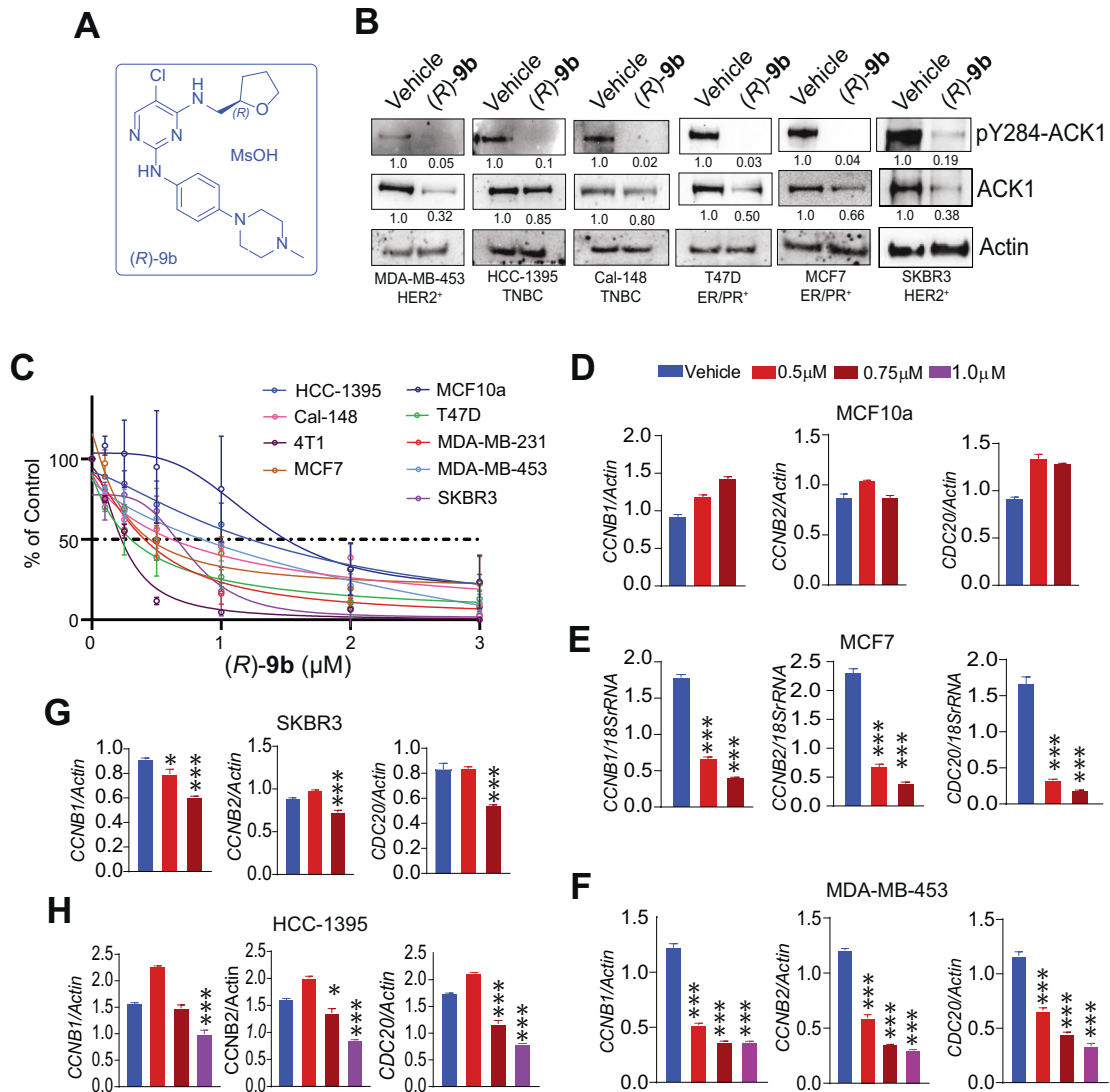 A
Cl
HN
(R)
O
N
N
MsOH
HN
N
N
(R)-9b
B
Vehicle
(R)-9b
Vehicle
(R)-9b
Vehicle
(R)-9b
Vehicle
(R)-9b
Vehicle
(R)-9b
Vehicle
(R)-9b
pY284-ACK1
1.0 0.05 1.0 0.1 1.0 0.02 1.0 0.03 1.0 0.04 1.0 0.19
ACK1
1.0 0.32 1.0 0.85 1.0 0.80 1.0 0.50 1.0 0.66 1.0 0.38
Actin
MDA-MB-453 HCC-1395 Cal-148 T47D MCF7 SKBR3
HER2+ TNBC TNBC ER/PR+ ER/PR+ HER2+
C
HCC-1395
Cal-148
4T1
MCF7
MCF10a
T47D
MDA-MB-231
MDA-MB-453
SKBR3
% of Control
100
50
0
0 1 2 3
(R)-9b (μM)
D
Vehicle 0.5μM 0.75μM 1.0μM
MCF10a
CCNB1/Actin
2.0
1.5
1.0
0.5
0.0
CCNB2/Actin
1.5
1.0
0.5
0.0
CDC20/Actin
1.5
1.0
0.5
0.0
E
MCF7
CCNB1/18SrRNA
2.0
1.5
1.0
0.5
0.0
***
***
CCNB2/18SrRNA
2.5
2.0
1.5
1.0
0.5
0.0
***
***
CDC20/18SrRNA
2.0
1.5
1.0
0.5
0.0
***
***
G
SKBR3
CCNB1/Actin
1.0
0.8
0.6
0.4
0.2
0.0
*
***
CCNB2/Actin
1.5
1.0
0.5
0.0
***
CDC20/Actin
1.0
0.8
0.6
0.4
0.2
0.0
***
H
HCC-1395
CCNB1/Actin
2.5
2.0
1.5
1.0
0.5
0.0
***
CCNB2/Actin
2.5
2.0
1.5
1.0
0.5
0.0
*
***
CDC20/Actin
2.5
2.0
1.5
1.0
0.5
0.0
***
***
F
MDA-MB-453
CCNB1/Actin
1.5
1.0
0.5
0.0
***
***
***
CCNB2/Actin
1.5
1.0
0.5
0.0
***
***
***
CDC20/Actin
1.5
1.0
0.5
0.0
***
***
***